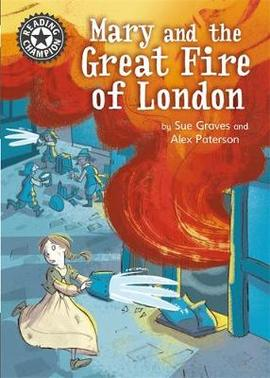 READING CHAMPION
Mary and the
Great Fire
of London
by Sue Graves and
Alex Paterson